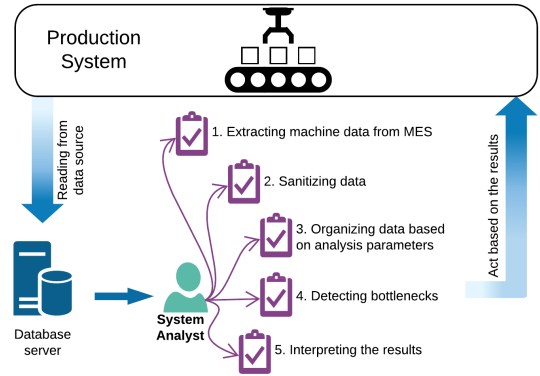 Production
System
Reading from
data source
1. Extracting machine data from MES
2. Sanitizing data
3. Organizing data based
on analysis parameters
4. Detecting bottlenecks
5. Interpreting the results
Act based on the results
Database
server
System
Analyst